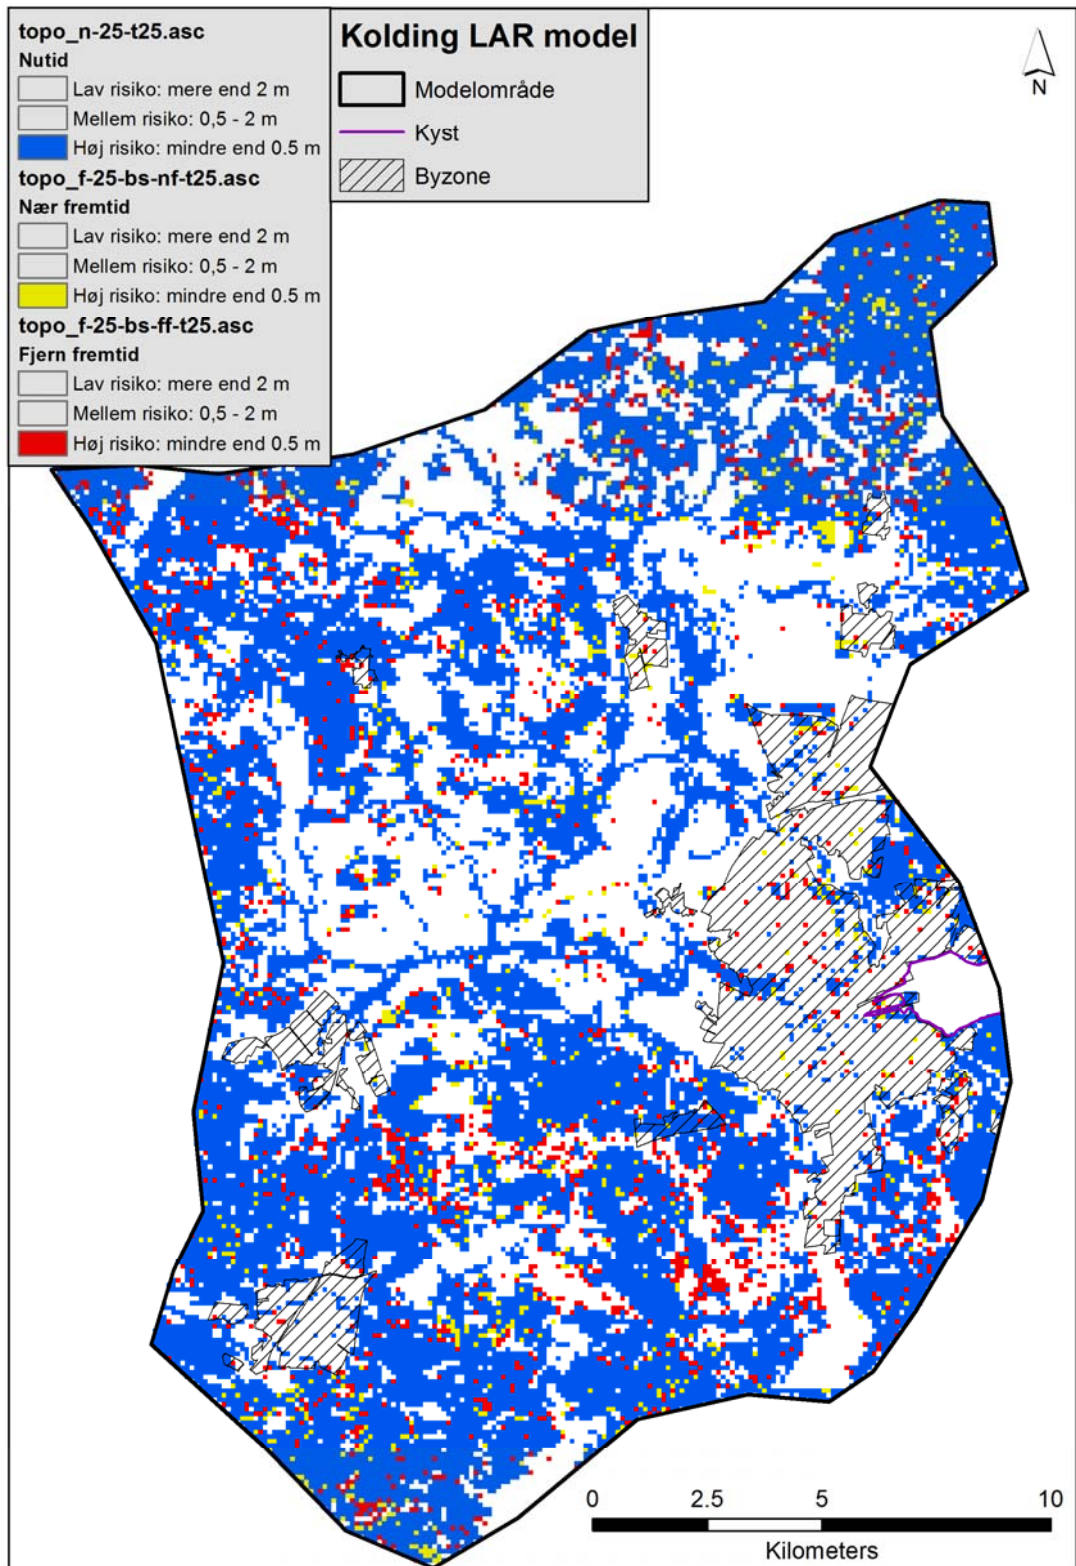 topo_n-25-t25.asc
Nutid
Lav risiko: mere end 2 m
Mellem risiko: 0,5 - 2 m
Høj risiko: mindre end 0.5 m
topo_f-25-bs-nf-t25.asc
Nær fremtid
Lav risiko: mere end 2 m
Mellem risiko: 0,5 - 2 m
Høj risiko: mindre end 0.5 m
topo_f-25-bs-ff-t25.asc
Fjern fremtid
Lav risiko: mere end 2 m
Mellem risiko: 0,5 - 2 m
Høj risiko: mindre end 0.5 m
Kolding LAR model
Modelområde
Kyst
Byzone
N
0 2.5 5 10
Kilometers